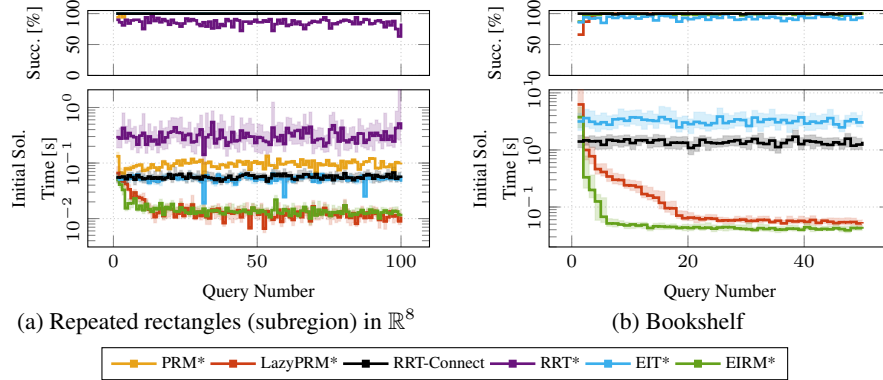 100
50
0
Succ. [%]
10^0
10^-1
10^-2
Initial Sol.
Time [s]
0
50
100
Query Number
(a) Repeated rectangles (subregion) in ℝ^8
100
50
0
Succ. [%]
10^1
10^0
10^-1
Initial Sol.
Time [s]
0
20
40
Query Number
(b) Bookshelf
PRM* LazyPRM* RRT-Connect RRT* EIT* EIRM*